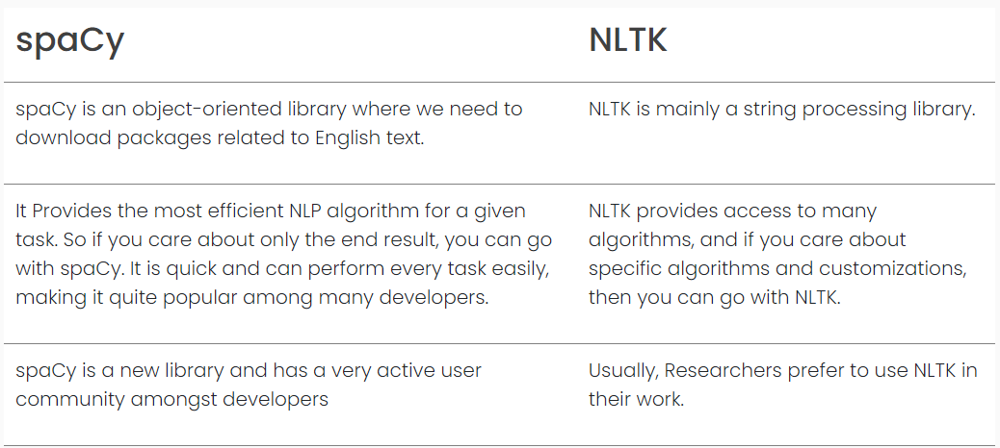 spaCy
NLTK
spaCy is an object-oriented library where we need to
download packages related to English text.
NLTK is mainly a string processing library.
It Provides the most efficient NLP algorithm for a given
task. So if you care about only the end result, you can go
with spaCy. It is quick and can perform every task easily,
making it quite popular among many developers.
NLTK provides access to many
algorithms, and if you care about
specific algorithms and customizations,
then you can go with NLTK.
spaCy is a new library and has a very active user
community amongst developers
Usually, Researchers prefer to use NLTK in
their work.